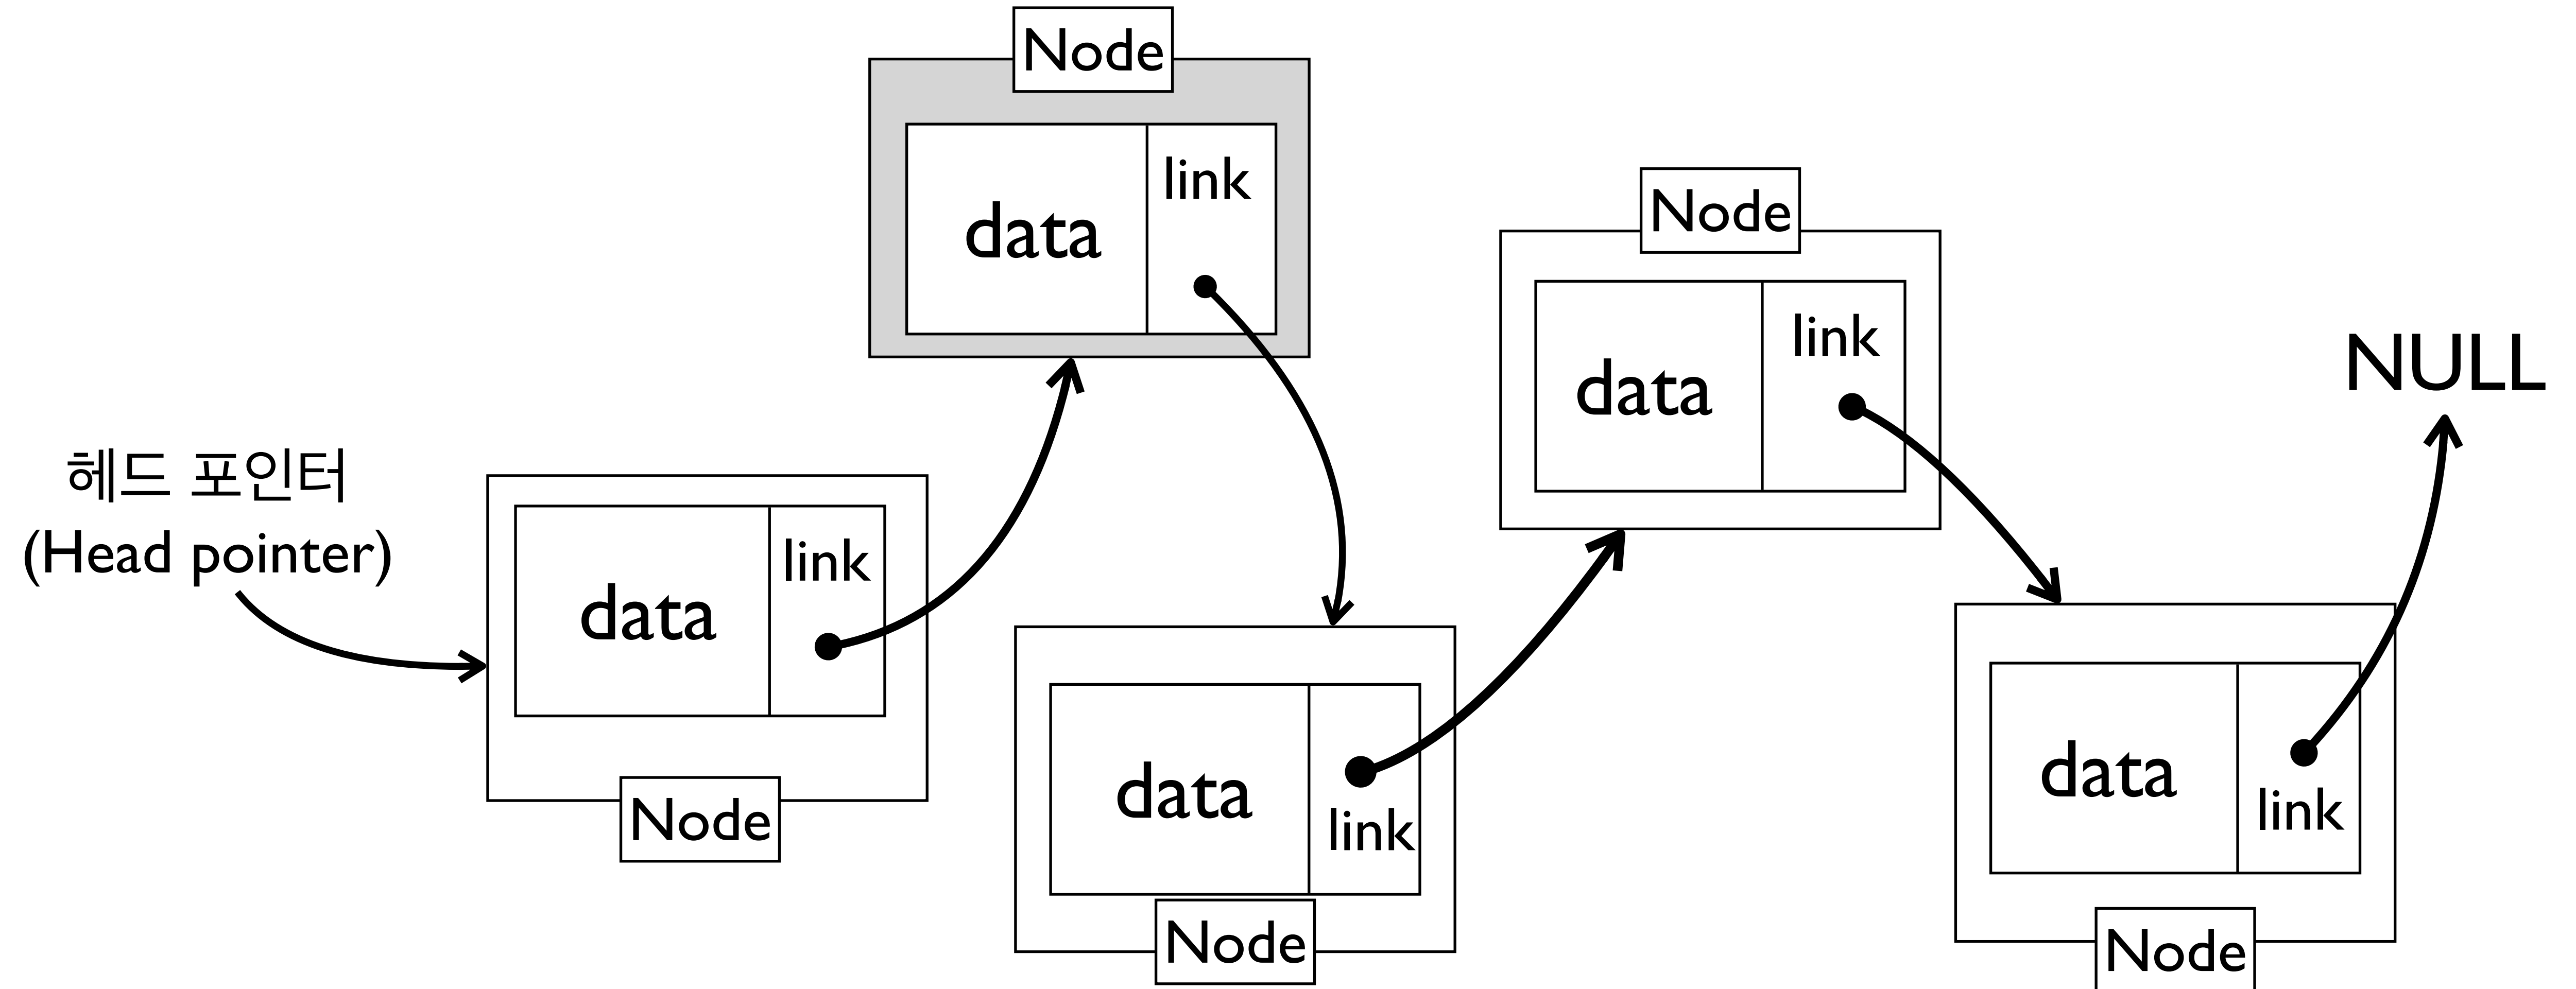 헤드 포인터
(Head pointer)
data
link
Node
Node
data
link
data
link
Node
Node
data
link
data
link
Node
NULL